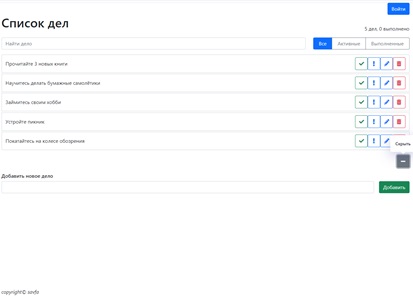 Войти
Список дел
5 дел, 0 выполнено
Найти дело
Все Активные Выполненные
Прочитайте 3 новых книги
Научитесь делать бумажные самолётики
Займитесь своим хобби
Устройте пикник
Покатайтесь на колесе обозрения
Скрыть
Добавить новое дело
Добавить
copyright©